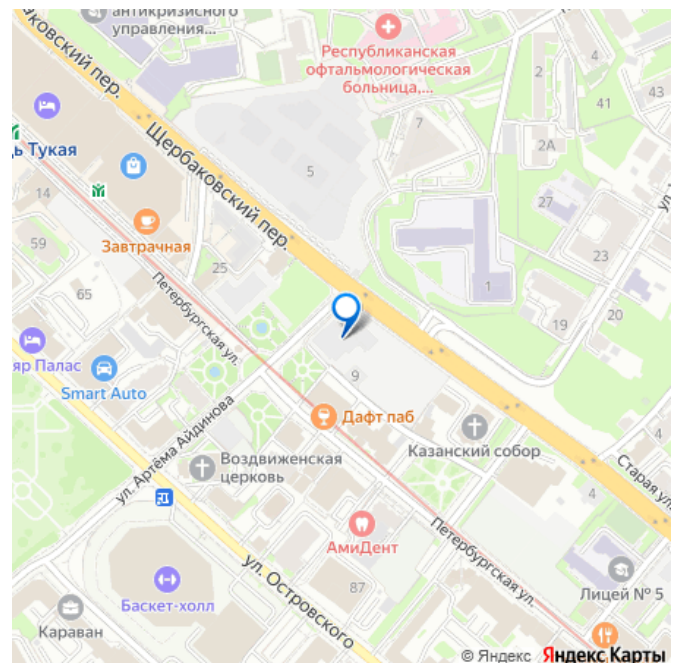 антикризисного
управления...
Республиканская
офтальмологическая
больница,...
аковский пер.
4
2
41
43
7
2А
5
Щербаковский пер.
ь Тукая
14
Завтрачная
27
23
25
59
65
Петербургская ул.
1
19
20
яр Палас
Smart Auto
9
Дафт паб
ул. Артёма Айдинова
Воздвиженская
церковь
Казанский собор
4
Старая ул
4
АмиДент
Петербургская ул.
ул. Островского
87
Баскет-холл
Лицей № 5
Караван
© Яндекс Яндекс Карты